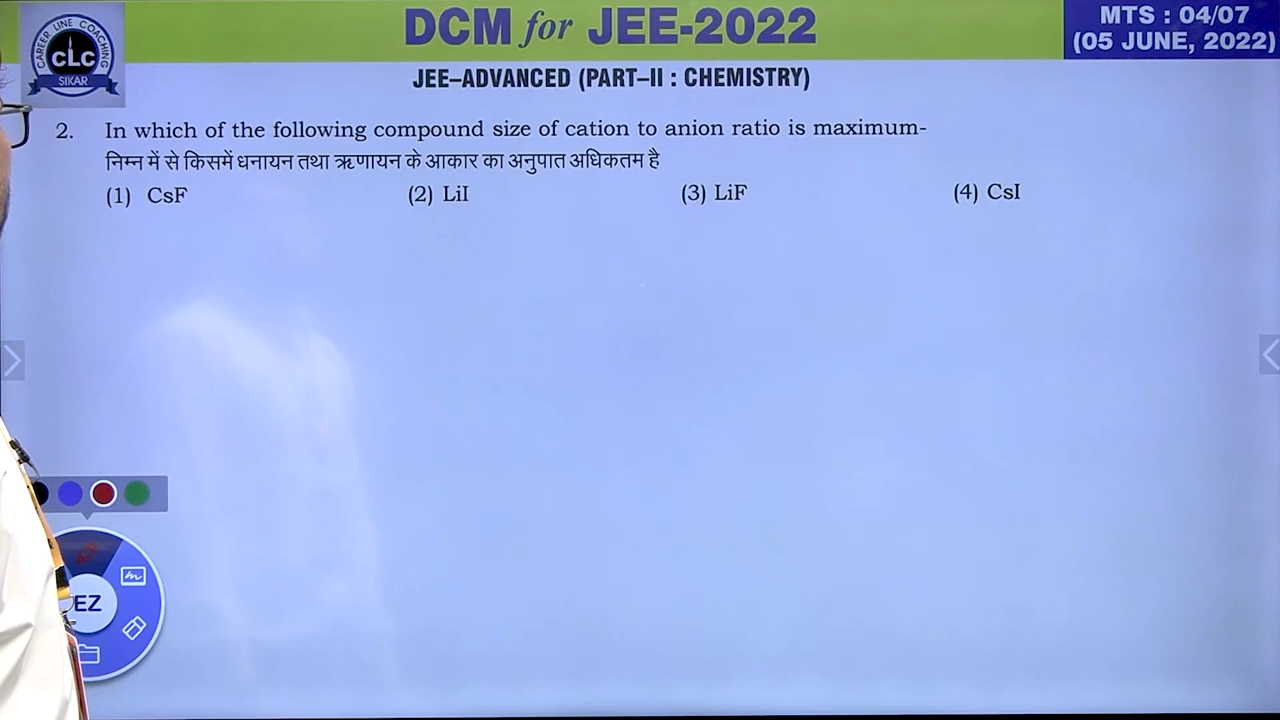 CAREER LINE COACHING
CLC
SIKAR
DCM for JEE-2022
MTS : 04/07
(05 JUNE, 2022)
JEE–ADVANCED (PART–II : CHEMISTRY)
2. In which of the following compound size of cation to anion ratio is maximum-
निम्न में से किसमें धनायन तथा ऋणायन के आकार का अनुपात अधिकतम है
(1) CsF (2) LiI (3) LiF (4) CsI
EZ